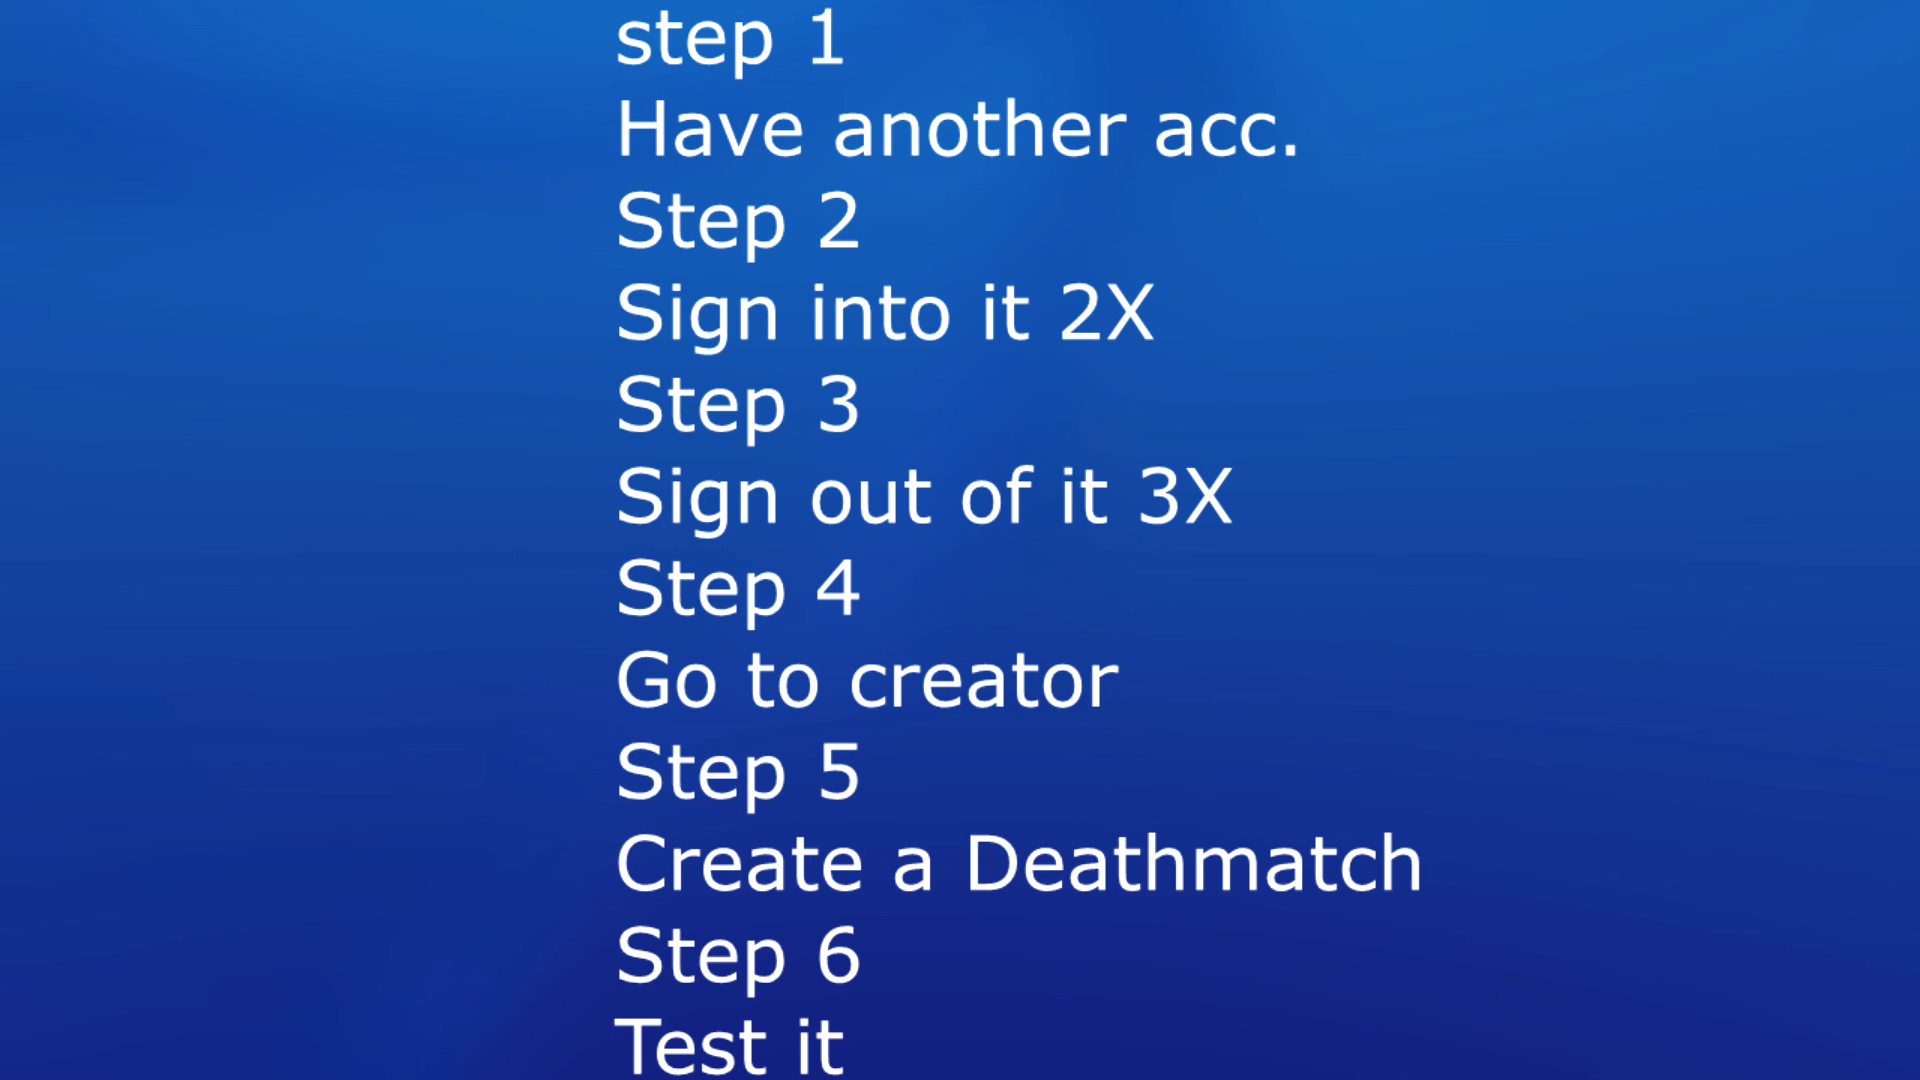 step 1
Have another acc.
Step 2
Sign into it 2X
Step 3
Sign out of it 3X
Step 4
Go to creator
Step 5
Create a Deathmatch
Step 6
Test it